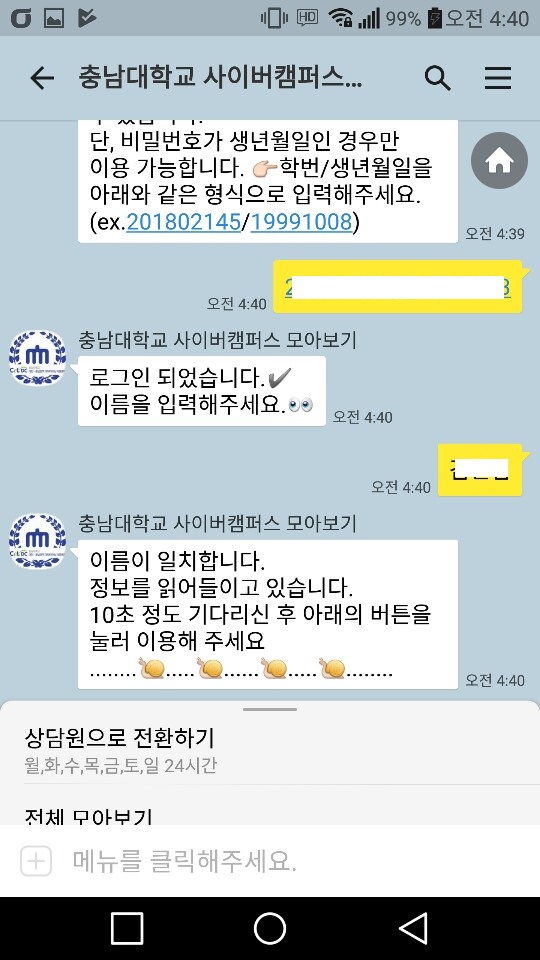 HD 99% 오전 4:40
충남대학교 사이버캠퍼스...
단, 비밀번호가 생년월일인 경우만
이용 가능합니다. 👉🏻학번/생년월일을
아래와 같은 형식으로 입력해주세요.
(ex.201802145/19991008)
오전 4:39
오전 4:40
충남대학교 사이버캠퍼스 모아보기
로그인 되었습니다.✔
이름을 입력해주세요.👀
오전 4:40
오전 4:40
충남대학교 사이버캠퍼스 모아보기
이름이 일치합니다.
정보를 읽어들이고 있습니다.
10초 정도 기다리신 후 아래의 버튼을
눌러 이용해 주세요
........🐌.....🐌......🐌.....🐌........
오전 4:40
상담원으로 전환하기
월,화,수,목,금,토,일 24시간
전체 모아보기
메뉴를 클릭해주세요.